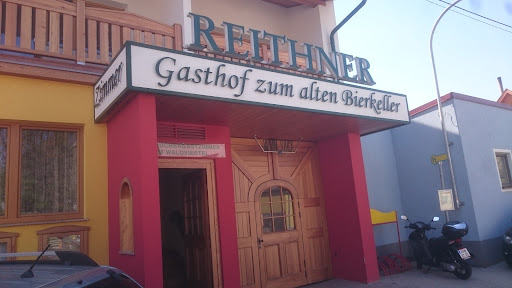 REITHNER
Zimmer
Gasthof zum alten Bierkeller